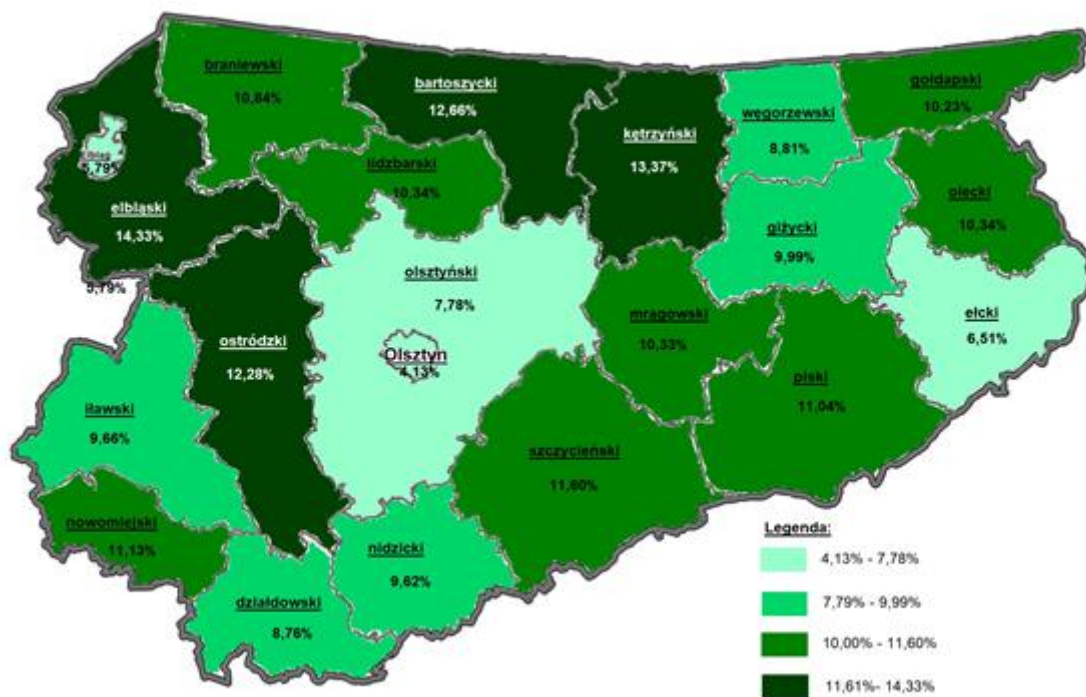 braniewski
10,84%
bartoszycki
12,66%
kętrzyński
13,37%
węgorzewski
8,81%
gołdapski
10,23%
Elbląg
5,79%
elbląski
14,33%
5,79%
lidzbarski
10,34%
olecki
10,34%
giżycki
9,99%
olsztyński
7,78%
Olsztyn
4,13%
ostródzki
12,28%
mrągowski
10,33%
ełcki
6,51%
piski
11,04%
iławski
9,66%
szczycieński
11,60%
nowomiejski
11,13%
nidzicki
9,62%
działdowski
8,76%
Legenda:
4,13% - 7,78%
7,79% - 9,99%
10,00% - 11,60%
11,61%- 14,33%